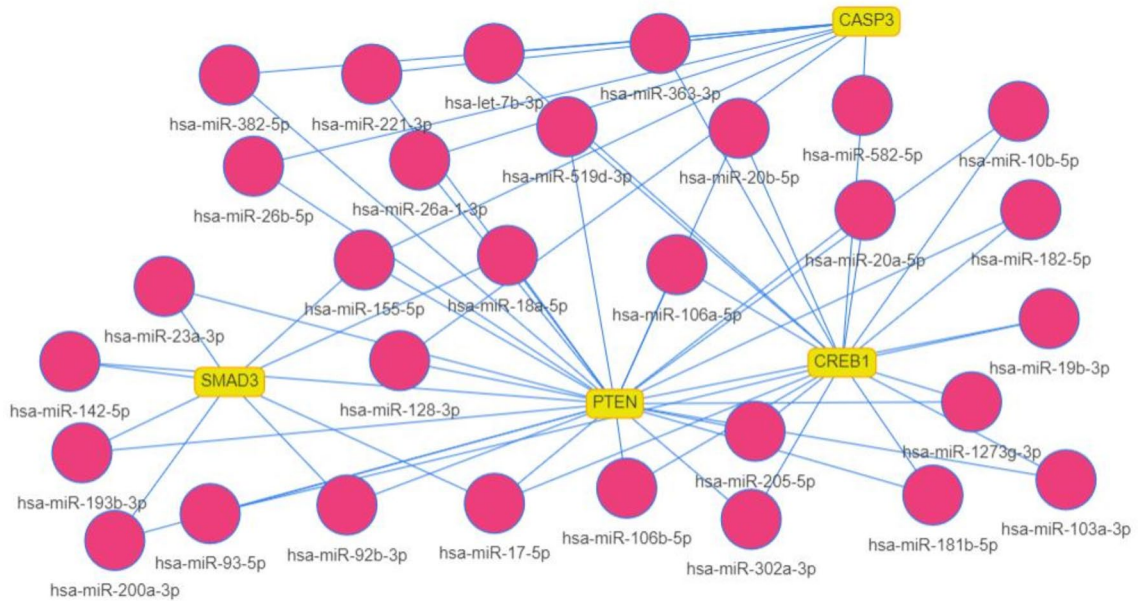 CASP3
hsa-let-7b-3p
hsa-miR-363-3p
hsa-miR-382-5p
hsa-miR-221-3p
hsa-miR-519d-3p
hsa-miR-20b-5p
hsa-miR-582-5p
hsa-miR-10b-5p
hsa-miR-26b-5p
hsa-miR-26a-1-3p
hsa-miR-155-5p
hsa-miR-18a-5p
hsa-miR-106a-5p
hsa-miR-20a-5p
hsa-miR-182-5p
hsa-miR-23a-3p
SMAD3
CREB1
hsa-miR-19b-3p
hsa-miR-142-5p
hsa-miR-128-3p
PTEN
hsa-miR-1273g-3p
hsa-miR-193b-3p
hsa-miR-205-5p
hsa-miR-103a-3p
hsa-miR-93-5p
hsa-miR-92b-3p
hsa-miR-17-5p
hsa-miR-106b-5p
hsa-miR-181b-5p
hsa-miR-302a-3p
hsa-miR-200a-3p